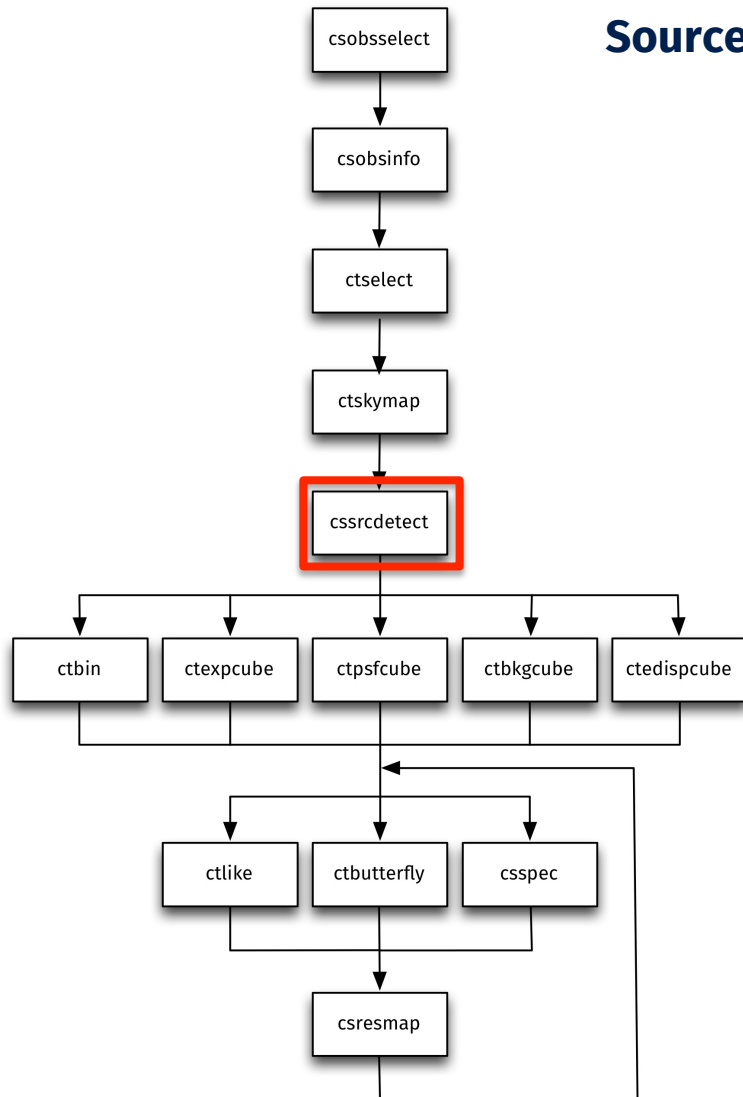 Source
csobsselect
csobsinfo
ctselect
ctskymap
cssrcdetect
ctbin
ctexpcube
ctpsfcube
ctbkgcube
ctedispcube
ctlike
ctbutterfly
csspec
csresmap